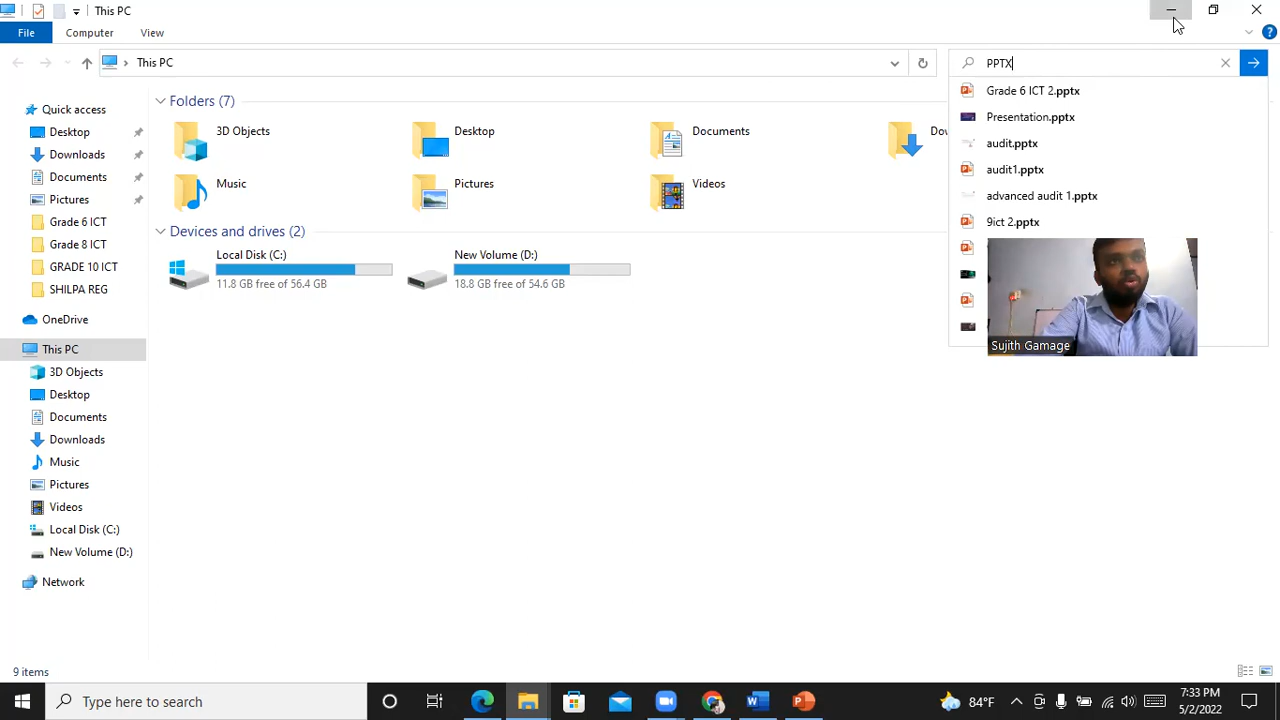 This PC
File
Computer
View
This PC
PPTX
Grade 6 ICT 2.pptx
Presentation.pptx
audit.pptx
audit1.pptx
advanced audit 1.pptx
9ict 2.pptx
Sujith Gamage
Quick access
Desktop
Downloads
Documents
Pictures
Grade 6 ICT
Grade 8 ICT
GRADE 10 ICT
SHILPA REG
OneDrive
This PC
3D Objects
Desktop
Documents
Downloads
Music
Pictures
Videos
Local Disk (C:)
New Volume (D:)
Network
Folders (7)
3D Objects
Desktop
Documents
Music
Pictures
Videos
Devices and drives (2)
Local Disk (C:)
11.8 GB free of 56.4 GB
New Volume (D:)
18.8 GB free of 54.6 GB
9 items
Type here to search
84°F
7:33 PM
5/2/2022